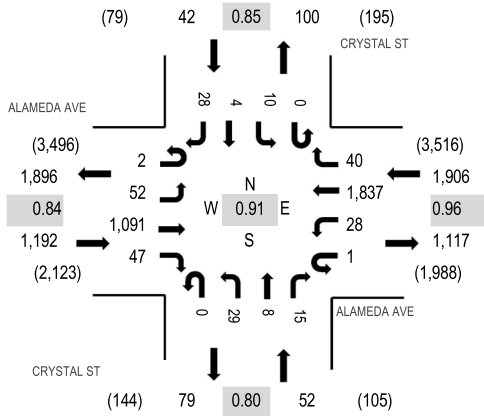 (79) 42 0.85 100 (195)
CRYSTAL ST
28 4 10 0
ALAMEDA AVE
(3,496) (3,516)
1,896 2 40 1,906
52 N 1,837
0.84 W 0.91 E 0.96
1,091 S 28
1,192 1,117
47 1
(2,123) (1,988)
0 29 8 15
ALAMEDA AVE
CRYSTAL ST
(144) 79 0.80 52 (105)